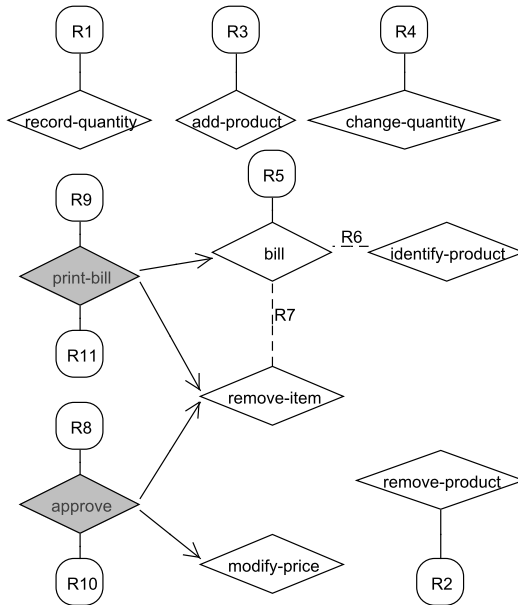 R1
R3
R4
record-quantity
add-product
change-quantity
R5
R9
R6
bill
identify-product
print-bill
R7
R11
remove-item
R8
remove-product
approve
modify-price
R10
R2